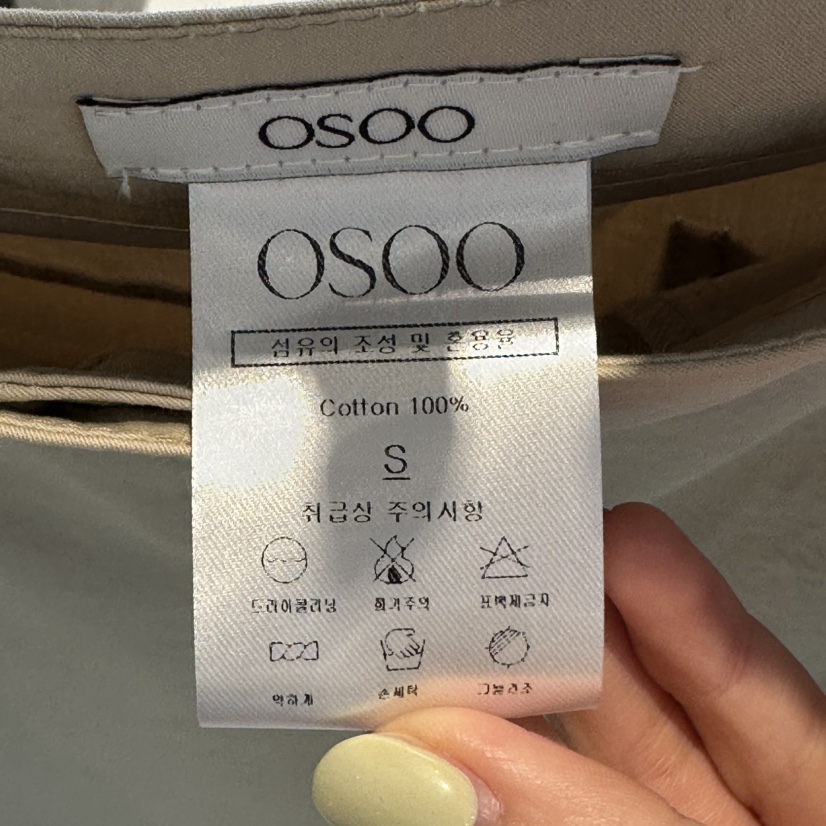 OSOO
OSOO
섬유의 조성 및 혼용율
Cotton 100%
S
취급상 주의사항
드라이크리닝 화기주의 표백제금지
약하게 손세탁 그늘건조